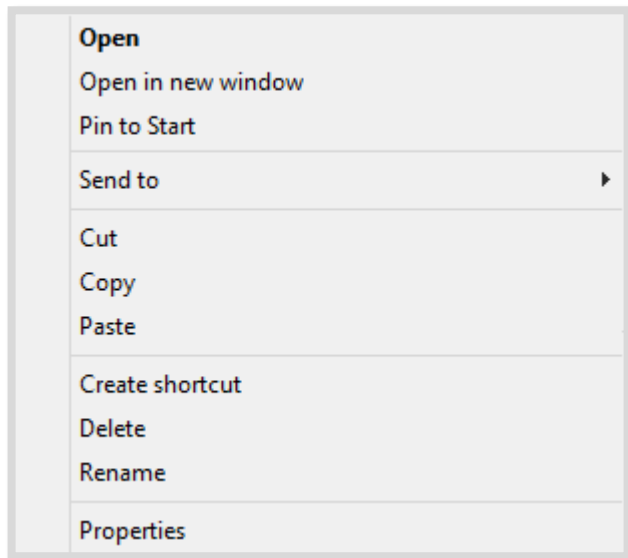 Open
Open in new window
Pin to Start
Send to
Cut
Copy
Paste
Create shortcut
Delete
Rename
Properties